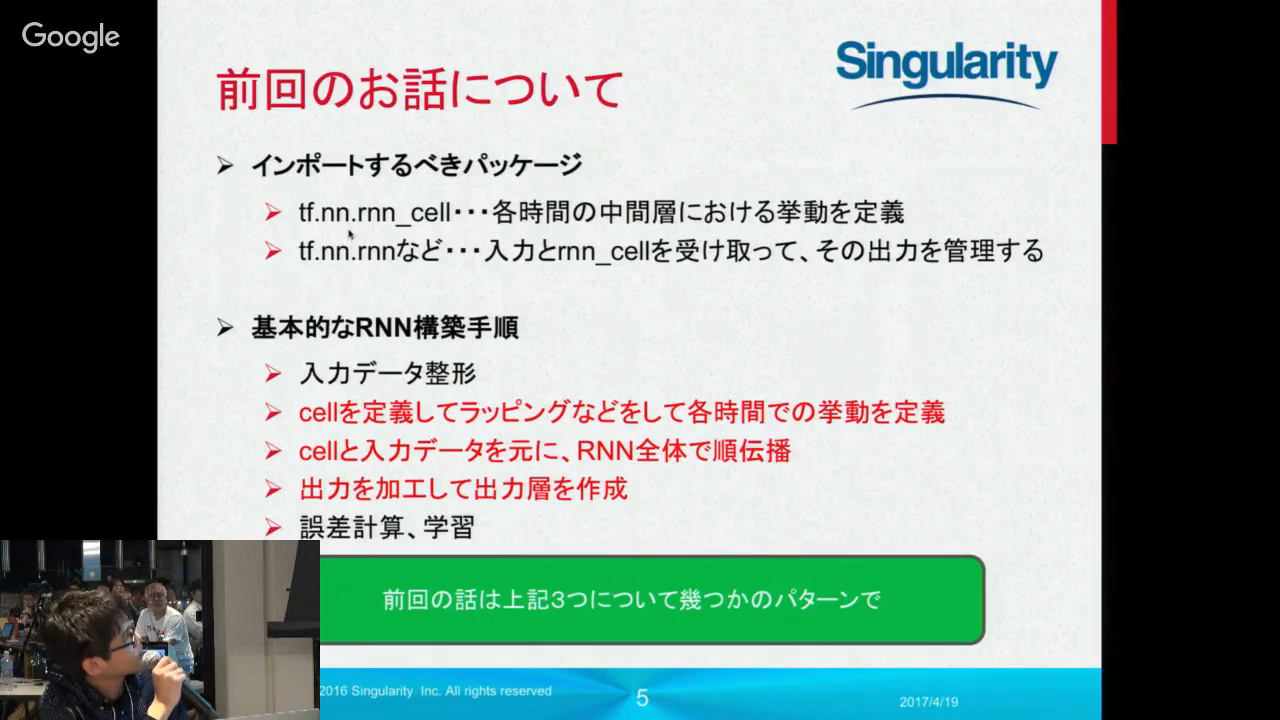 Google
Singularity
前回のお話について
インポートするべきパッケージ
tf.nn.rnn_cell・・・各時間の中間層における挙動を定義
tf.nn.rnnなど・・・入力とrnn_cellを受け取って、その出力を管理する
基本的なRNN構築手順
入力データ整形
cellを定義してラッピングなどをして各時間での挙動を定義
cellと入力データを元に、RNN全体で順伝播
出力を加工して出力層を作成
誤差計算、学習
前回の話は上記3つについて幾つかのパターンで
2016 Singularity Inc. All rights reserved
5
2017/4/19